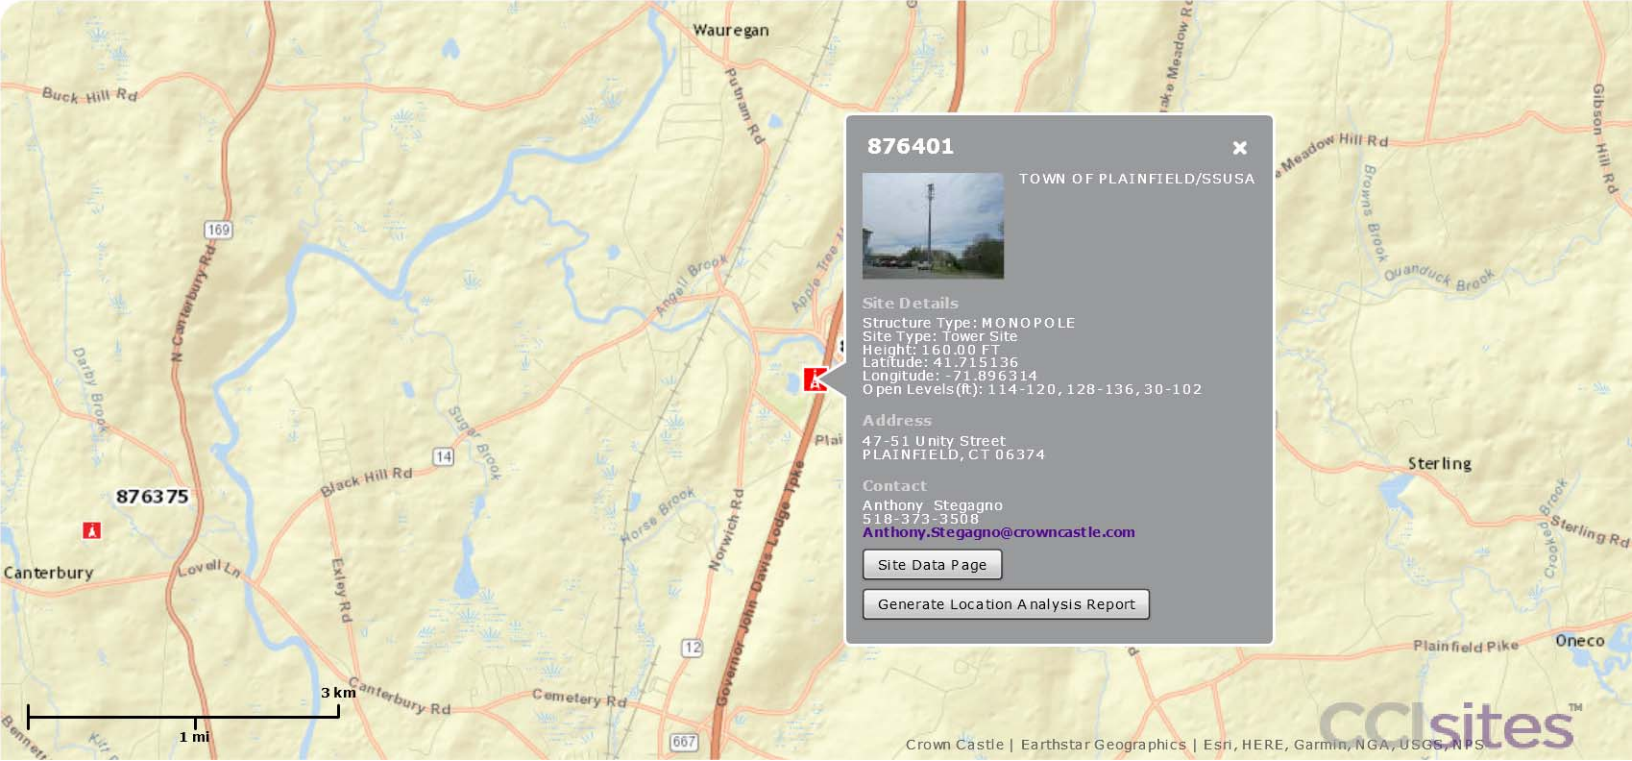 Wauregan
Buck Hill Rd
Putnam Rd
169
N Canterbury Rd
Angell Brook
Apple Tree
Darby Brook
Sugar Brook
14
Black Hill Rd
876375
Canterbury
Lovell Ln
Exley Rd
Horse Brook
Norwich Rd
Governor John Davis Lodge Tpke
12
Canterbury Rd
Cemetery Rd
667
3 km
1 mi
Meadow Rd
Meadow Hill Rd
Gibson Hill Rd
Browns Brook
Quanduck Brook
Sterling
Sterling Rd
Crooked Brook
Plainfield Pike
Oneco
876401
TOWN OF PLAINFIELD/SSUSA
Site Details
Structure Type: MONOPOLE
Site Type: Tower Site
Height: 160.00 FT
Latitude: 41.715136
Longitude: -71.896314
Open Levels(ft): 114-120, 128-136, 30-102
Address
47-51 Unity Street
PLAINFIELD, CT 06374
Contact
Anthony Stegagno
518-373-3508
Anthony.Stegagno@crowncastle.com
Site Data Page
Generate Location Analysis Report
CCIsites™
Crown Castle | Earthstar Geographics | Esri, HERE, Garmin, NGA, USGS, NPS